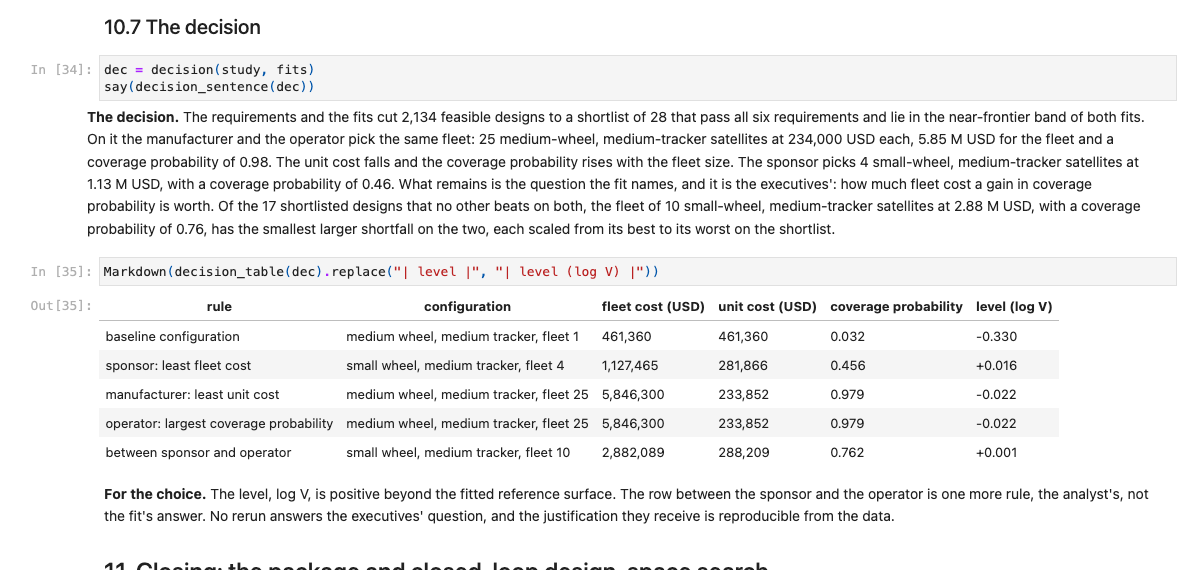 10.7 The decision
In [34]: dec = decision(study, fits)
say(decision_sentence(dec))
The decision. The requirements and the fits cut 2,134 feasible designs to a shortlist of 28 that pass all six requirements and lie in the near-frontier band of both fits.
On it the manufacturer and the operator pick the same fleet: 25 medium-wheel, medium-tracker satellites at 234,000 USD each, 5.85 M USD for the fleet and a
coverage probability of 0.98. The unit cost falls and the coverage probability rises with the fleet size. The sponsor picks 4 small-wheel, medium-tracker satellites at
1.13 M USD, with a coverage probability of 0.46. What remains is the question the fit names, and it is the executives': how much fleet cost a gain in coverage
probability is worth. Of the 17 shortlisted designs that no other beats on both, the fleet of 10 small-wheel, medium-tracker satellites at 2.88 M USD, with a coverage
probability of 0.76, has the smallest larger shortfall on the two, each scaled from its best to its worst on the shortlist.
In [35]: Markdown(decision_table(dec).replace("| level |", "| level (log V) |"))
Out[35]: rule configuration fleet cost (USD) unit cost (USD) coverage probability level (log V)
baseline configuration medium wheel, medium tracker, fleet 1 461,360 461,360 0.032 -0.330
sponsor: least fleet cost small wheel, medium tracker, fleet 4 1,127,465 281,866 0.456 +0.016
manufacturer: least unit cost medium wheel, medium tracker, fleet 25 5,846,300 233,852 0.979 -0.022
operator: largest coverage probability medium wheel, medium tracker, fleet 25 5,846,300 233,852 0.979 -0.022
between sponsor and operator small wheel, medium tracker, fleet 10 2,882,089 288,209 0.762 +0.001
For the choice. The level, log V, is positive beyond the fitted reference surface. The row between the sponsor and the operator is one more rule, the analyst's, not
the fit's answer. No rerun answers the executives' question, and the justification they receive is reproducible from the data.
11. Closing: the package and closed-loop design-space search